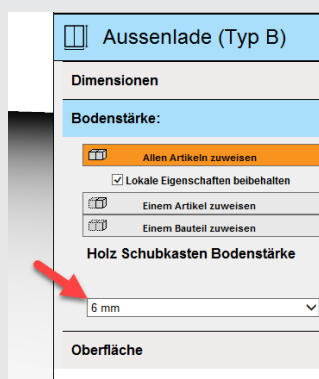 Aussenlade (Typ B)
Dimensionen
Bodenstärke:
Allen Artikeln zuweisen
Lokale Eigenschaften beibehalten
Einem Artikel zuweisen
Einem Bauteil zuweisen
Holz Schubkasten Bodenstärke
6 mm
Oberfläche